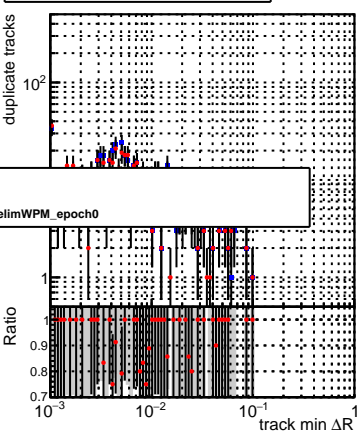 duplicate tracks
10²
elimWPM_epoch0
1
Ratio
1
0.9
0.8
0.7
10⁻³ 10⁻² 10⁻¹ 1
track min ΔR